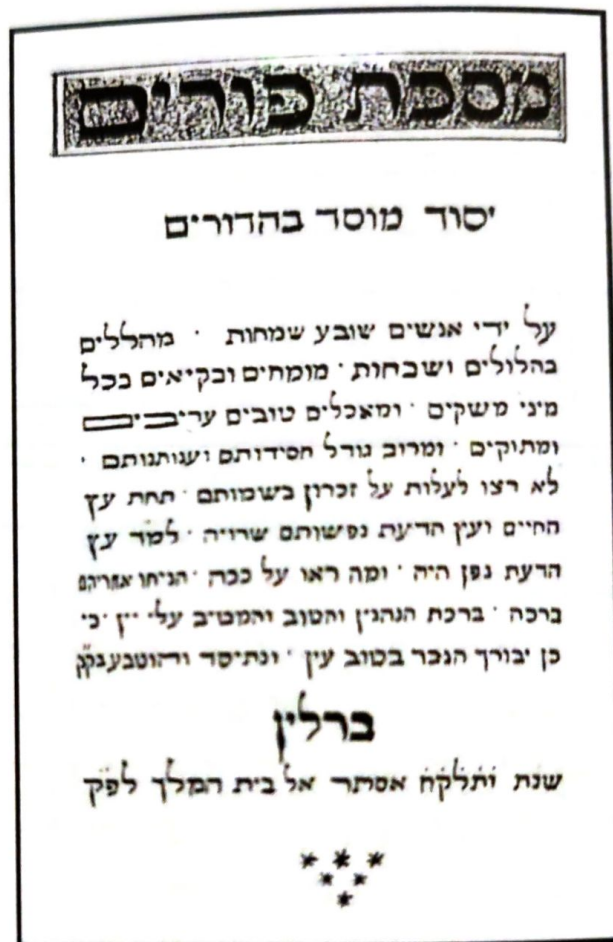 מסכת פורים
יסוד מוסד בהדורים
על ידי אנשים שובע שמחות · מהללים
בהלולים ושבחות · מומחים ובקיאים בכל
מיני משקים · ומאכלים טובים עריבים
ומתוקים · ומרוב גודל חסידותם וענותנותם ·
לא רצו לעלות על זכרון בשמותם · תחת עץ
החיים ועץ הדעת נפשותם שרויה · למד עץ
הדעת גפן היה · ומה ראו על ככה · הניחו אחריהם
ברכה · ברכת הנהנין והטוב והמטיב על יין · כי
כן יבורך הגבר בטוב עין · ונתיסד והוטבע בק״ק
ברלין
שנת ותלקח אסתר אל בית המלך לפק